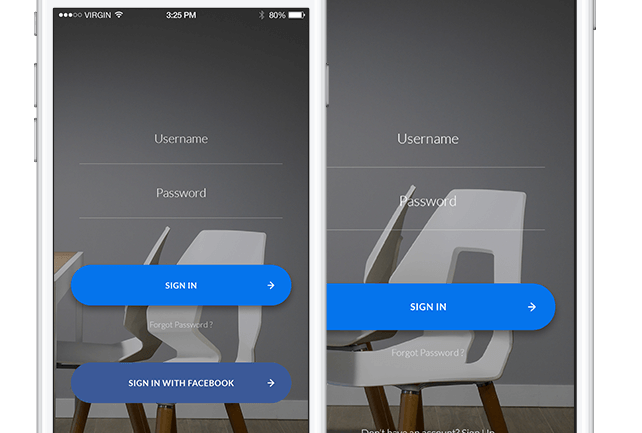 VIRGIN
3:25 PM
80%
Username
Password
SIGN IN
Forgot Password ?
SIGN IN WITH FACEBOOK
Username
Password
SIGN IN
Forgot Password ?
Don't have an account? Sign Up